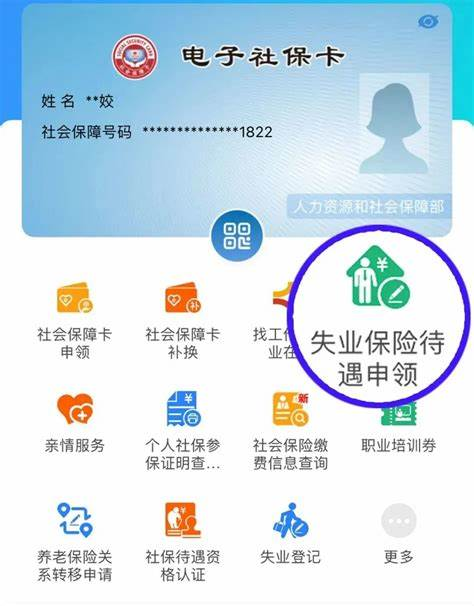 SOCIAL SECURITY CARD
电子社保卡
姓 名 **姣
社会保障号码 **************1822
人力资源和社会保障部
¥
失业保险待
遇申领
社会保障卡
申领
补
社会保障卡
补换
找工
业在
亲情服务
个人社保参
保证明查...
新
社会保险缴
费信息查询
职业培训券
养老保险关
系转移申请
社保待遇资
格认证
失业登记
更多